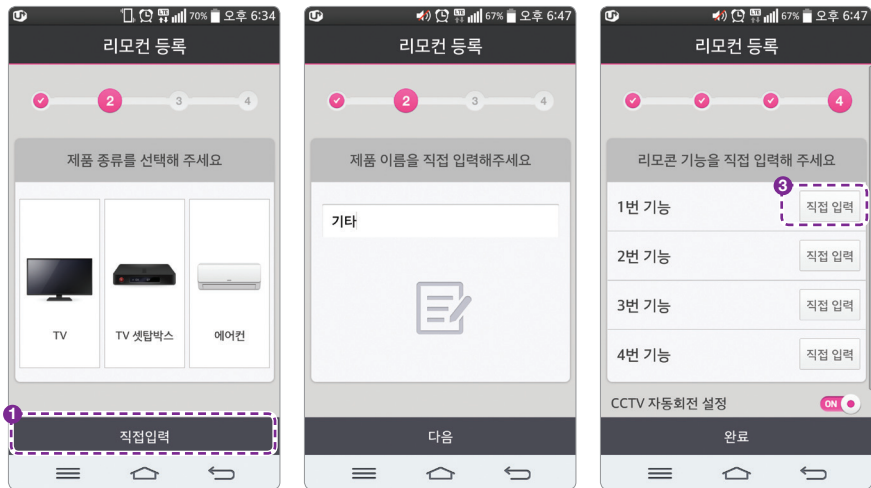 70% 오후 6:34
리모컨 등록
2 3 4
제품 종류를 선택해 주세요
TV
TV 셋탑박스
에어컨
1
직접입력
67% 오후 6:47
리모컨 등록
2 3 4
제품 이름을 직접 입력해주세요
기타
다음
67% 오후 6:47
리모컨 등록
4
리모콘 기능을 직접 입력해 주세요
3
1번 기능 직접 입력
2번 기능 직접 입력
3번 기능 직접 입력
4번 기능 직접 입력
CCTV 자동회전 설정 ON
완료